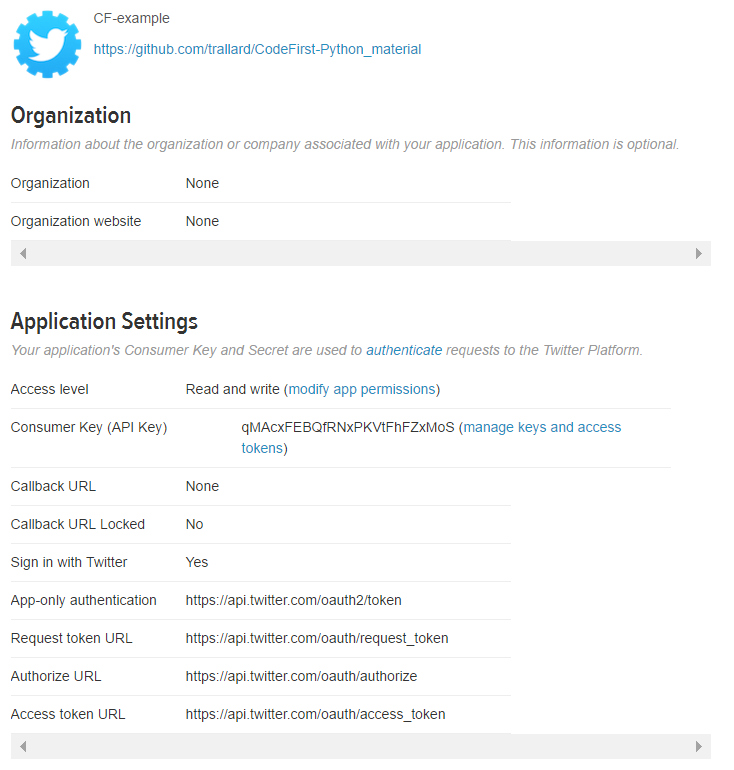 CF-example
https://github.com/trallard/CodeFirst-Python_material
Organization
Information about the organization or company associated with your application. This information is optional.
Organization None
Organization website None
Application Settings
Your application's Consumer Key and Secret are used to authenticate requests to the Twitter Platform.
Access level Read and write (modify app permissions)
Consumer Key (API Key) qMAcxFEBQfRNxPKVtFhFZxMoS (manage keys and access
tokens)
Callback URL None
Callback URL Locked No
Sign in with Twitter Yes
App-only authentication https://api.twitter.com/oauth2/token
Request token URL https://api.twitter.com/oauth/request_token
Authorize URL https://api.twitter.com/oauth/authorize
Access token URL https://api.twitter.com/oauth/access_token